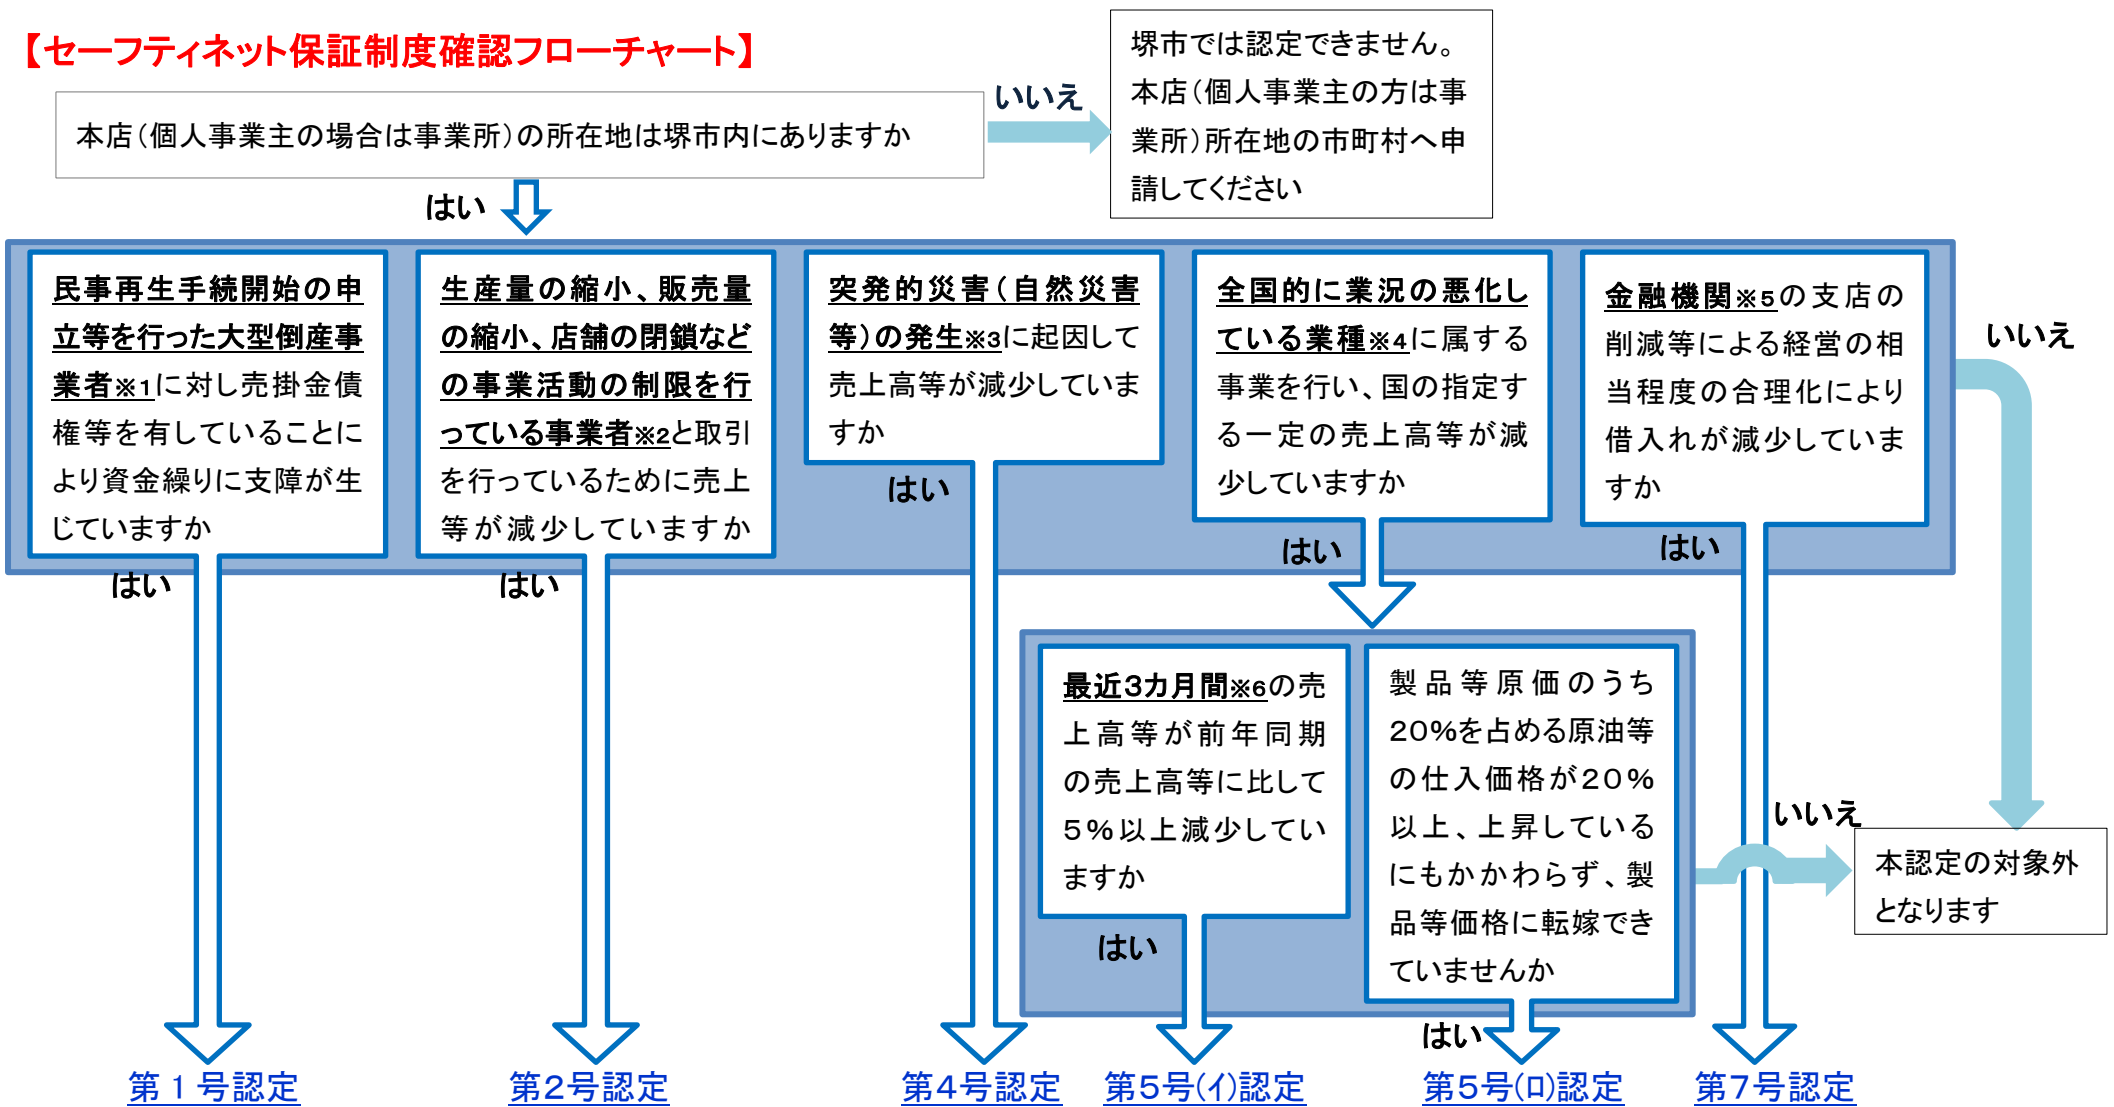 【セーフティネット保証制度確認フローチャート】
本店(個人事業主の場合は事業所)の所在地は堺市内にありますか
いいえ
堺市では認定できません。
本店(個人事業主の方は事
業所)所在地の市町村へ申
請してください
はい
民事再生手続開始の申
立等を行った大型倒産事
業者※1に対し売掛金債
権等を有していることに
より資金繰りに支障が生
じていますか
はい
生産量の縮小、販売量
の縮小、店舗の閉鎖など
の事業活動の制限を行
っている事業者※2と取引
を行っているために売上
等が減少していますか
はい
突発的災害(自然災害
等)の発生※3に起因して
売上高等が減少していま
すか
はい
全国的に業況の悪化し
ている業種※4に属する
事業を行い、国の指定す
る一定の売上高等が減
少していますか
はい
金融機関※5の支店の
削減等による経営の相
当程度の合理化により
借入れが減少していま
すか
はい
いいえ
最近3カ月間※6の売
上高等が前年同期
の売上高等に比して
5%以上減少してい
ますか
はい
製品等原価のうち
20%を占める原油等
の仕入価格が20%
以上、上昇している
にもかかわらず、製
品等価格に転嫁でき
ていませんか
はい
いいえ
本認定の対象外
となります
第1号認定
第2号認定
第4号認定
第5号(イ)認定
第5号(ロ)認定
第7号認定